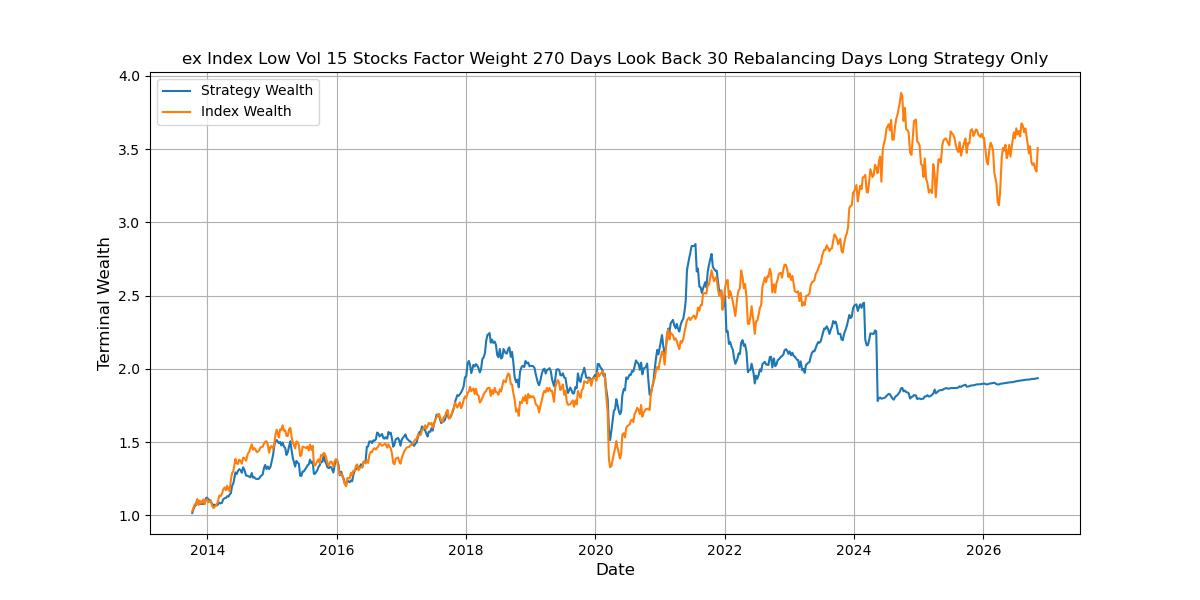 ex Index Low Vol 15 Stocks Factor Weight 270 Days Look Back 30 Rebalancing Days Long Strategy Only
Strategy Wealth
Index Wealth
Terminal Wealth
4.0
3.5
3.0
2.5
2.0
1.5
1.0
2014 2016 2018 2020 2022 2024 2026
Date